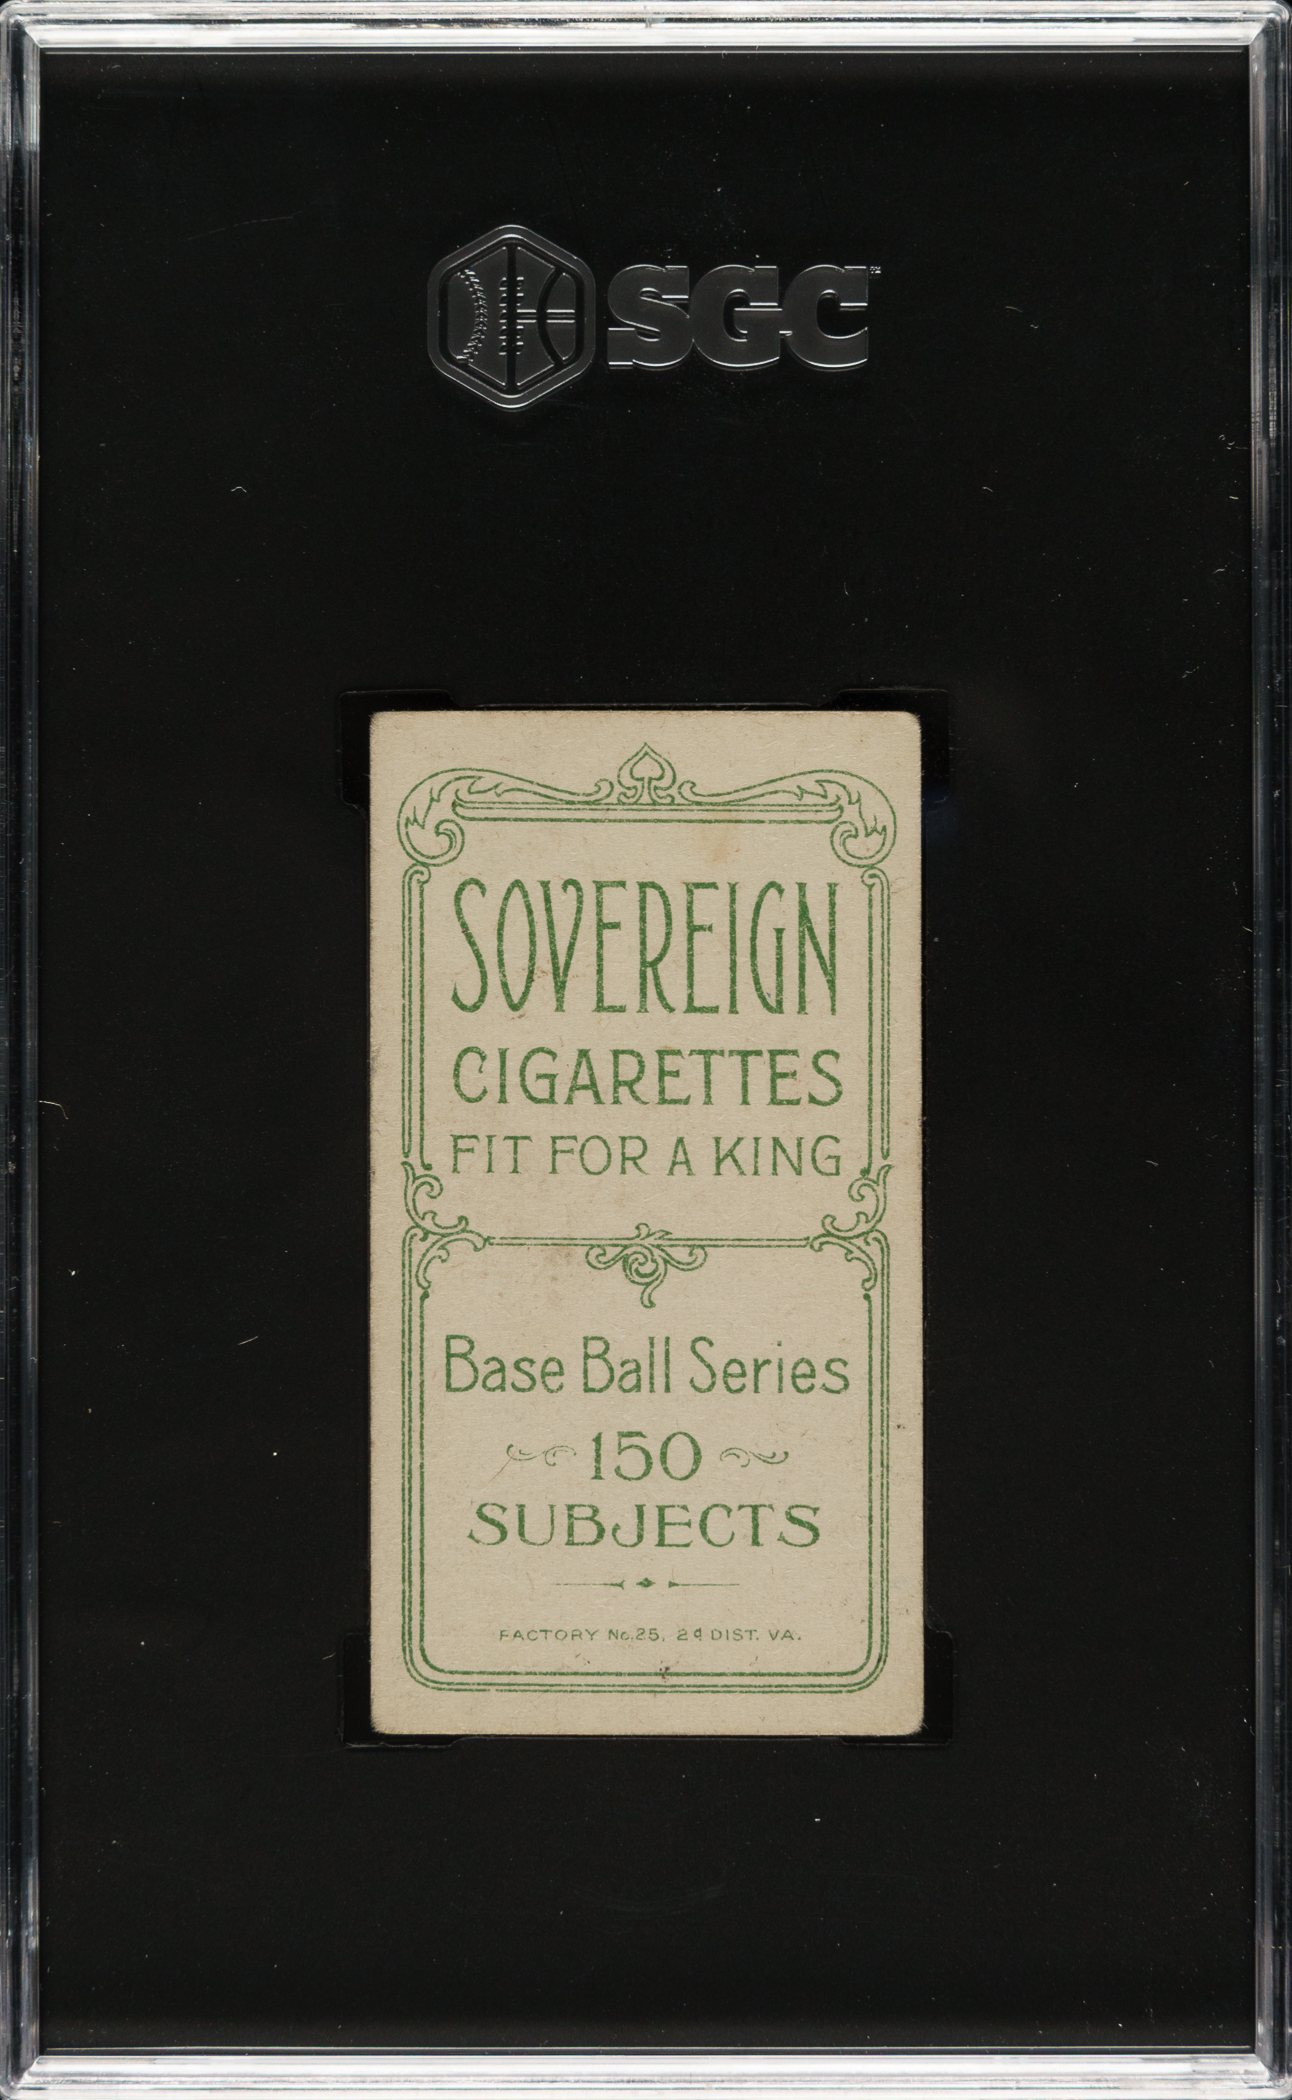 SGC
SOVEREIGN
CIGARETTES
FIT FOR A KING
Base Ball Series
150
SUBJECTS
FACTORY No. 25, 2d DIST. VA.